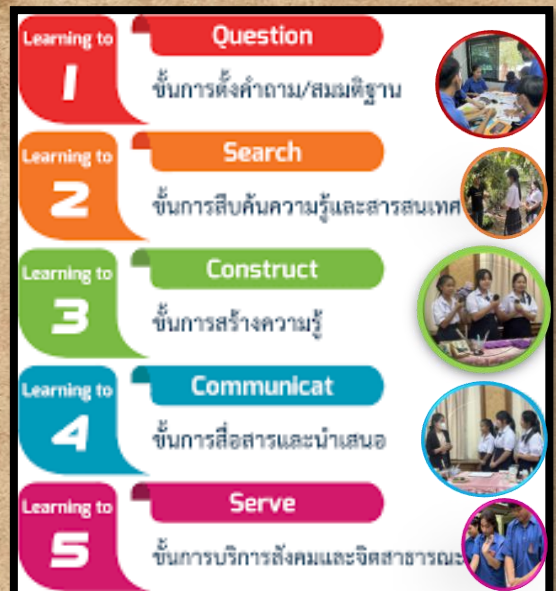 Learning to
Question
1
ขั้นการตั้งคำถาม/สมมติฐาน
Learning to
Search
2
ขั้นการสืบค้นความรู้และสารสนเทศ
Learning to
Construct
3
ขั้นการสร้างความรู้
Learning to
Communicat
4
ขั้นการสื่อสารและนำเสนอ
Learning to
Serve
5
ขั้นการบริการสังคมและจิตสาธารณะ